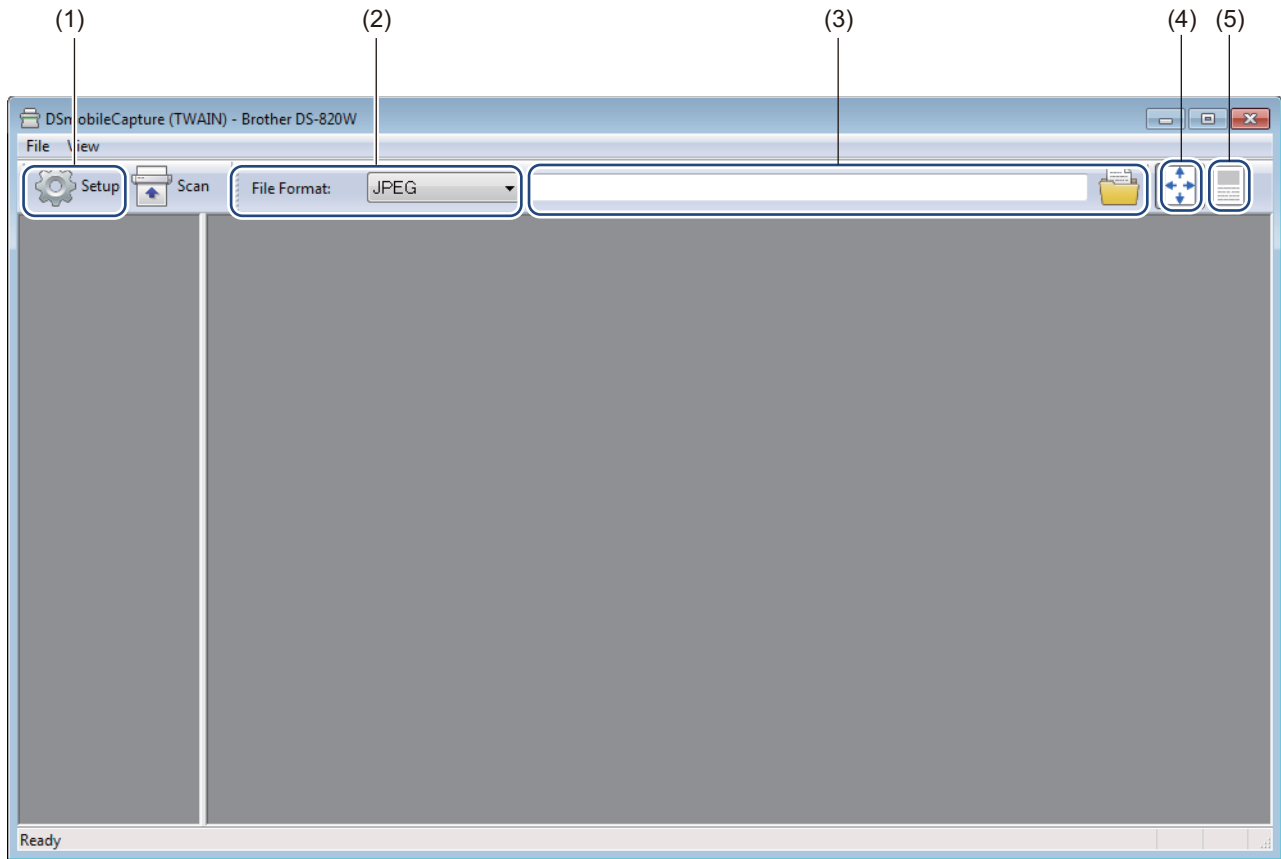 (1) (2) (3) (4) (5)
DSmobileCapture (TWAIN) - Brother DS-820W
File View
Setup Scan File Format: JPEG
Ready